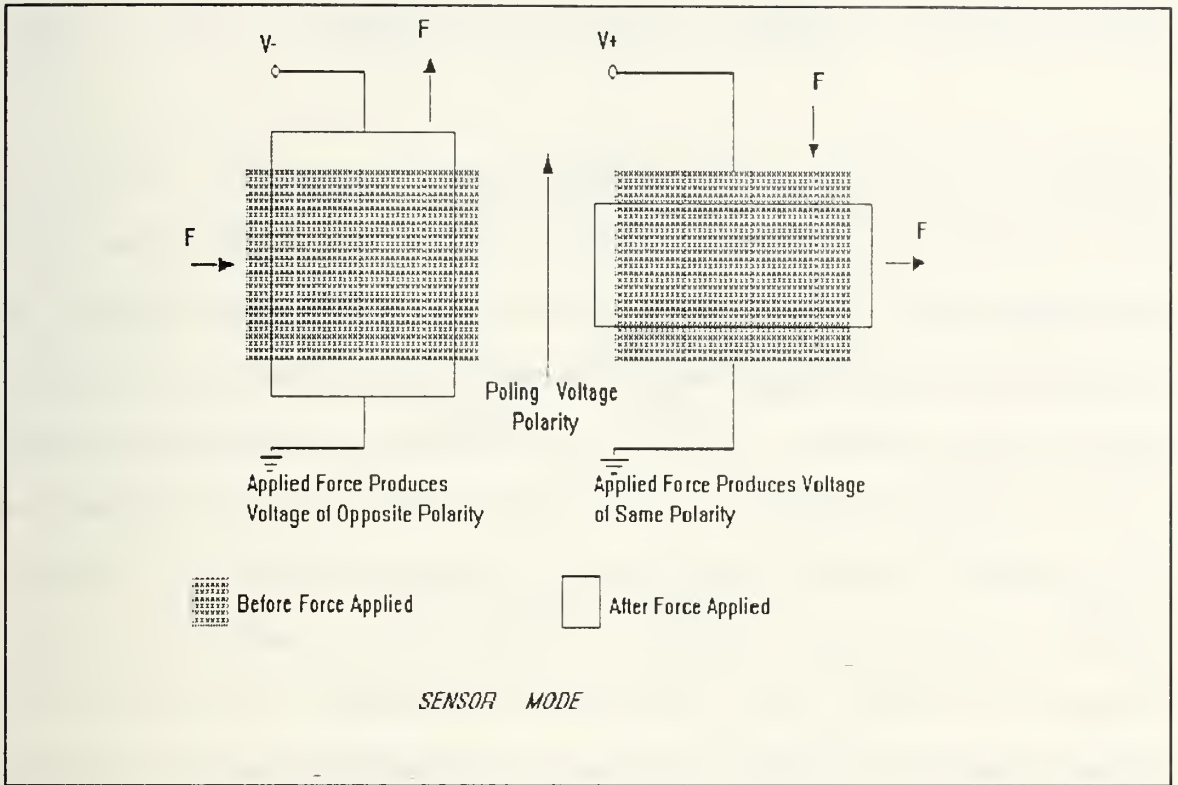 V-
F
V+
F
F
F
Poling Voltage
Polarity
Applied Force Produces
Voltage of Opposite Polarity
Applied Force Produces Voltage
of Same Polarity
Before Force Applied
After Force Applied
SENSOR MODE